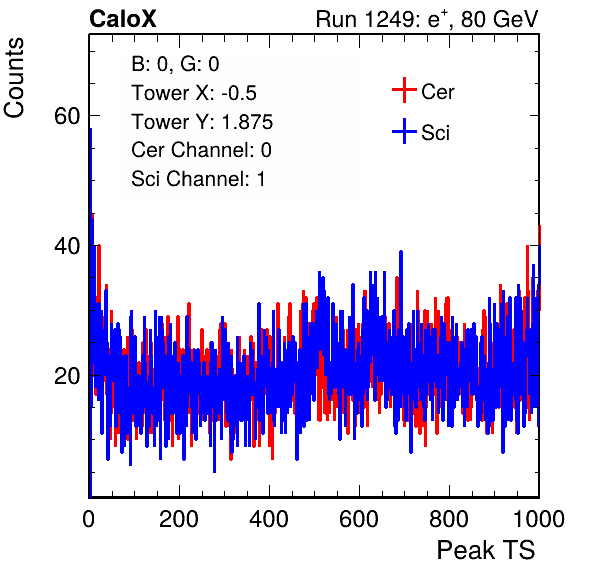 CaloX Run 1249: e⁺, 80 GeV
Counts
B: 0, G: 0
Tower X: -0.5
Tower Y: 1.875
Cer Channel: 0
Sci Channel: 1
Cer
Sci
60
40
20
0 200 400 600 800 1000
Peak TS